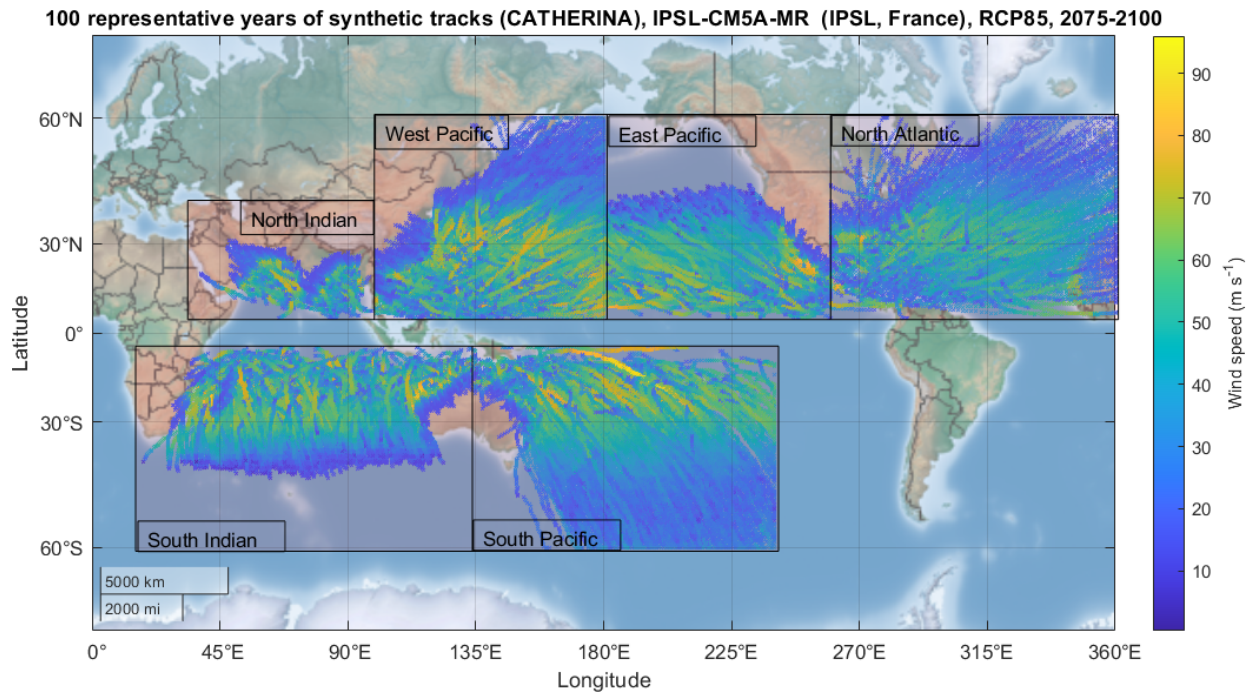 100 representative years of synthetic tracks (CATHERINA), IPSL-CM5A-MR (IPSL, France), RCP85, 2075-2100
60°N
30°N
0°
30°S
60°S
Latitude
West Pacific
East Pacific
North Atlantic
North Indian
South Indian
South Pacific
5000 km
2000 mi
0°
45°E
90°E
135°E
180°E
225°E
270°E
315°E
360°E
Longitude
90
80
70
60
50
40
30
20
10
Wind speed (m s⁻¹)